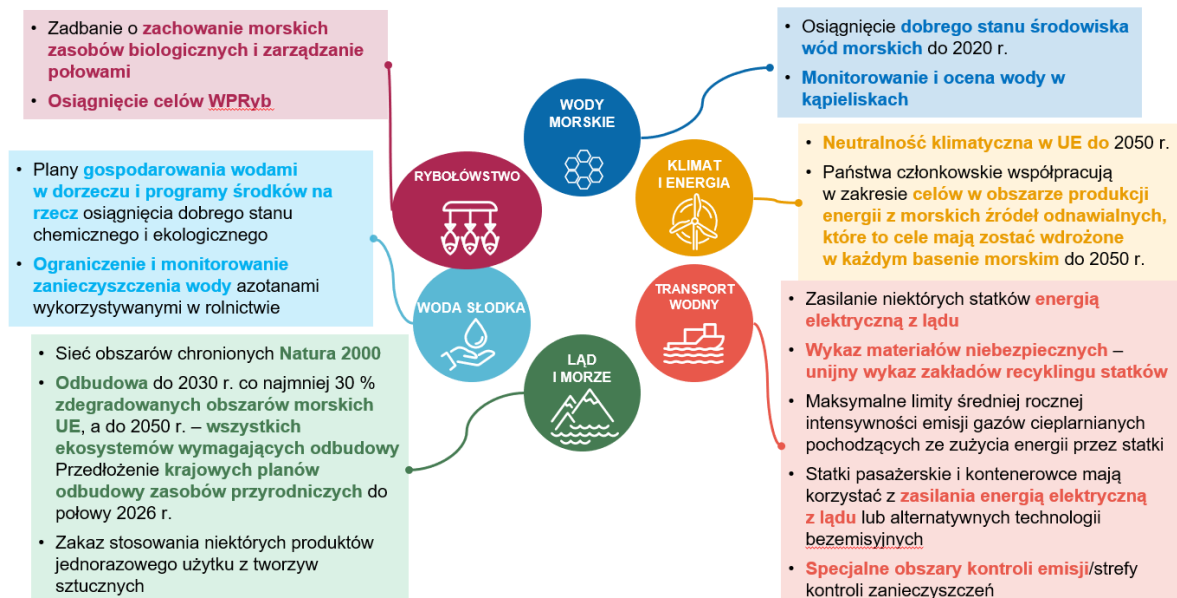 • Zadbanie o zachowanie morskich
zasobów biologicznych i zarządzanie
połowami
• Osiągnięcie celów WPRyb
• Osiągnięcie dobrego stanu środowiska
wód morskich do 2020 r.
• Monitorowanie i ocena wody w
kąpieliskach
WODY
MORSKIE
RYBOŁÓWSTWO
KLIMAT
I ENERGIA
• Plany gospodarowania wodami
w dorzeczu i programy środków na
rzecz osiągnięcia dobrego stanu
chemicznego i ekologicznego
• Ograniczenie i monitorowanie
zanieczyszczenia wody azotanami
wykorzystywanymi w rolnictwie
• Neutralność klimatyczna w UE do 2050 r.
• Państwa członkowskie współpracują
w zakresie celów w obszarze produkcji
energii z morskich źródeł odnawialnych,
które to cele mają zostać wdrożone
w każdym basenie morskim do 2050 r.
WODA SŁODKA
TRANSPORT
WODNY
LĄD
I MORZE
• Sieć obszarów chronionych Natura 2000
• Odbudowa do 2030 r. co najmniej 30 %
zdegradowanych obszarów morskich
UE, a do 2050 r. – wszystkich
ekosystemów wymagających odbudowy
Przedłożenie krajowych planów
odbudowy zasobów przyrodniczych do
połowy 2026 r.
• Zakaz stosowania niektórych produktów
jednorazowego użytku z tworzyw
sztucznych
• Zasilanie niektórych statków energią
elektryczną z lądu
• Wykaz materiałów niebezpiecznych –
unijny wykaz zakładów recyklingu statków
• Maksymalne limity średniej rocznej
intensywności emisji gazów cieplarnianych
pochodzących ze zużycia energii przez statki
• Statki pasażerskie i kontenerowce mają
korzystać z zasilania energią elektryczną
z lądu lub alternatywnych technologii
bezemisyjnych
• Specjalne obszary kontroli emisji/strefy
kontroli zanieczyszczeń